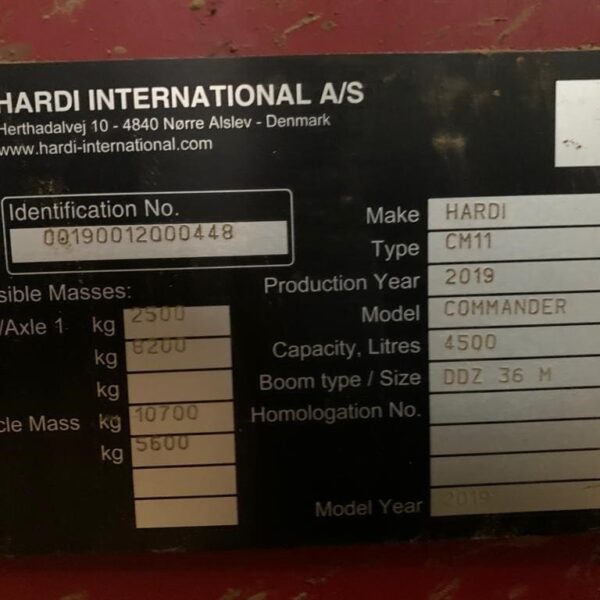 HARDI INTERNATIONAL A/S
Herthadalvej 10 - 4840 Nørre Alslev - Denmark
www.hardi-international.com
Identification No.
00190012000448
sible Masses:
/Axle 1 kg 2500
kg 8200
kg
cle Mass kg 10700
kg 5600
Make HARDI
Type CM11
Production Year 2019
Model COMMANDER
Capacity, Litres 4500
Boom type / Size DDZ 36 M
Homologation No.
Model Year 2019